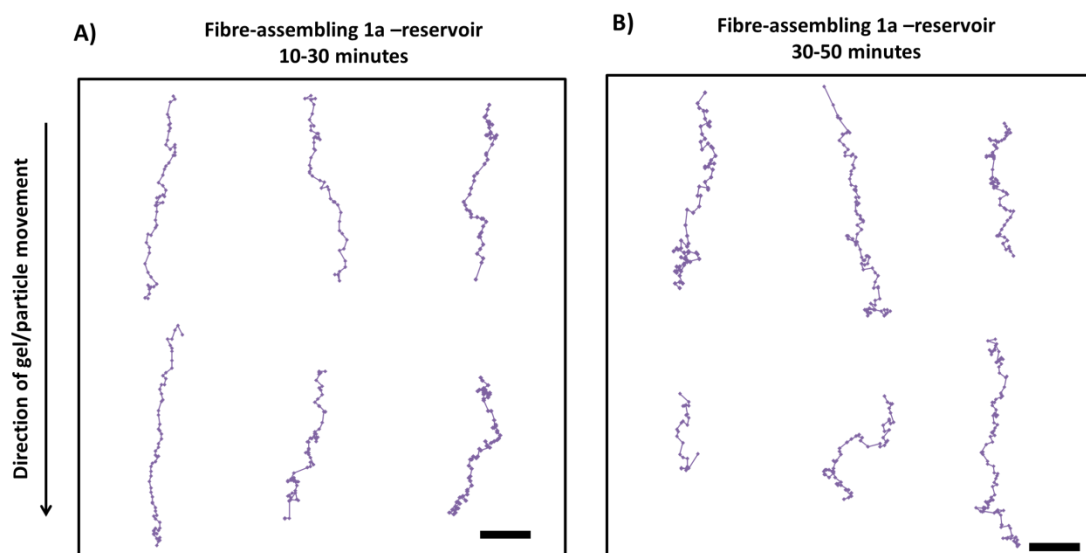 A)
Fibre-assembling 1a –reservoir
10-30 minutes
B)
Fibre-assembling 1a –reservoir
30-50 minutes
Direction of gel/particle movement